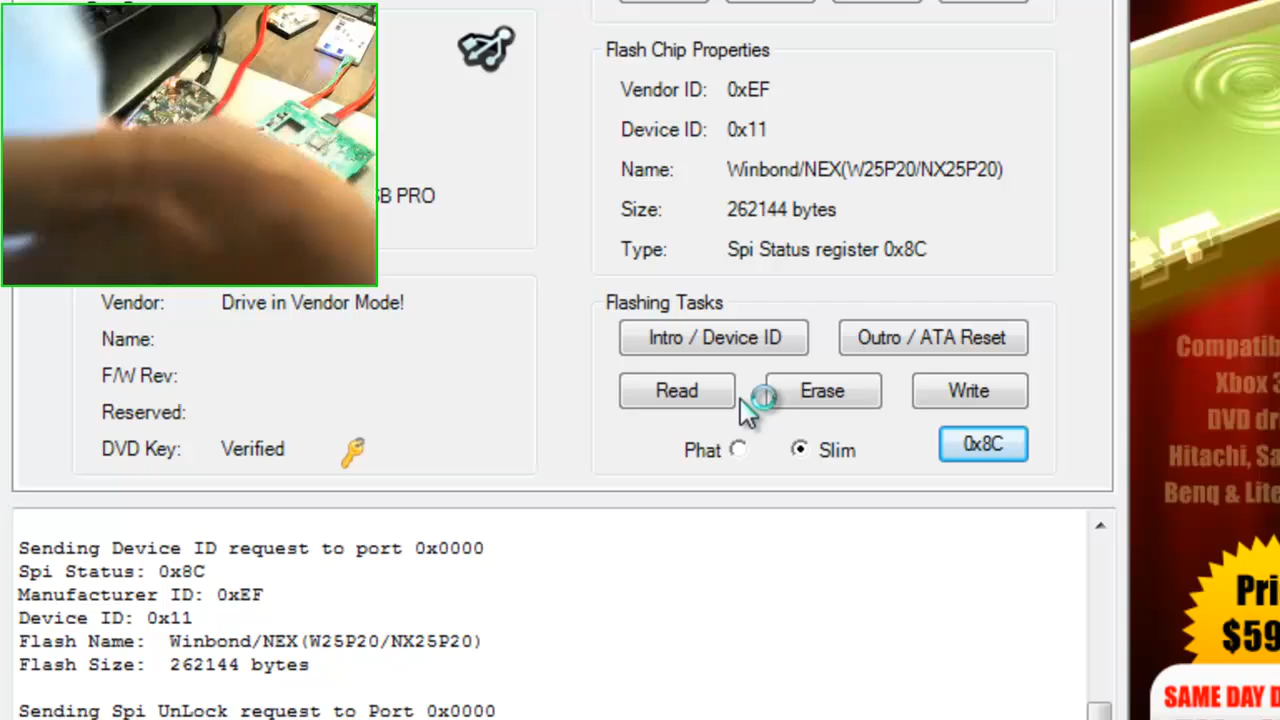 Flash Chip Properties
Vendor ID: 0xEF
Device ID: 0x11
Name: Winbond/NEX(W25P20/NX25P20)
SB PRO
Size: 262144 bytes
Type: Spi Status register 0x8C
Vendor: Drive in Vendor Mode!
Name:
F/W Rev:
Reserved:
DVD Key: Verified
Flashing Tasks
Intro / Device ID Outro / ATA Reset
Read Erase Write
Phat Slim 0x8C
Sending Device ID request to port 0x0000
Spi Status: 0x8C
Manufacturer ID: 0xEF
Device ID: 0x11
Flash Name: Winbond/NEX(W25P20/NX25P20)
Flash Size: 262144 bytes
Sending Spi UnLock request to Port 0x0000
Compatib
Xbox 3
DVD dr
Hitachi, Sa
Benq & Lite
Pri
$59
SAME DAY D